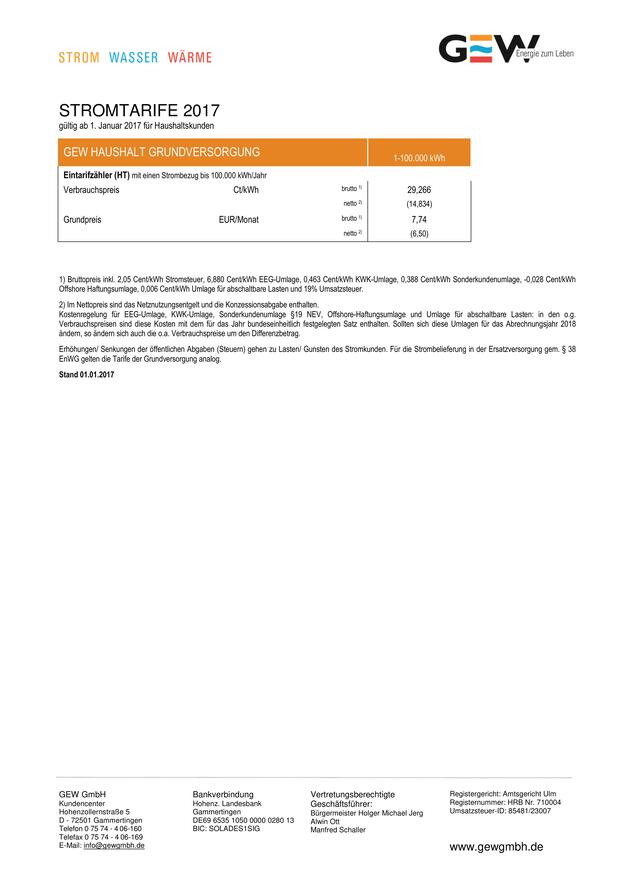 STROM WASSER WÄRME
GEW Energie zum Leben
STROMTARIFE 2017
gültig ab 1. Januar 2017 für Haushaltskunden
GEW HAUSHALT GRUNDVERSORGUNG 1-100.000 kWh
Eintarifzähler (HT) mit einen Strombezug bis 100.000 kWh/Jahr
Verbrauchspreis Ct/kWh brutto 1) 29,266
netto 2) (14,834)
Grundpreis EUR/Monat brutto 1) 7,74
netto 2) (6,50)
1) Bruttopreis inkl. 2,05 Cent/kWh Stromsteuer, 6,880 Cent/kWh EEG-Umlage, 0,463 Cent/kWh KWK-Umlage, 0,388 Cent/kWh Sonderkundenumlage, -0,028 Cent/kWh
Offshore Haftungsumlage, 0,006 Cent/kWh Umlage für abschaltbare Lasten und 19% Umsatzsteuer.
2) Im Nettopreis sind das Netznutzungsentgelt und die Konzessionsabgabe enthalten.
Kostenregelung für EEG-Umlage, KWK-Umlage, Sonderkundenumlage §19 NEV, Offshore-Haftungsumlage und Umlage für abschaltbare Lasten: in den o.g.
Verbrauchspreisen sind diese Kosten mit dem für das Jahr bundeseinheitlich festgelegten Satz enthalten. Sollten sich diese Umlagen für das Abrechnungsjahr 2018
ändern, so ändern sich auch die o.a. Verbrauchspreise um den Differenzbetrag.
Erhöhungen/ Senkungen der öffentlichen Abgaben (Steuern) gehen zu Lasten/ Gunsten des Stromkunden. Für die Strombelieferung in der Ersatzversorgung gem. § 38
EnWG gelten die Tarife der Grundversorgung analog.
Stand 01.01.2017
GEW GmbH
Kundencenter
Hohenzollernstraße 5
D - 72501 Gammertingen
Telefon 0 75 74 - 4 06-160
Telefax 0 75 74 - 4 06-169
E-Mail: info@gewgmbh.de
Bankverbindung
Hohenz. Landesbank
Gammertingen
DE69 6535 1050 0000 0280 13
BIC: SOLADES1SIG
Vertretungsberechtigte
Geschäftsführer:
Bürgermeister Holger Michael Jerg
Alwin Ott
Manfred Schaller
Registergericht: Amtsgericht Ulm
Registernummer: HRB Nr. 710004
Umsatzsteuer-ID: 85481/23007
www.gewgmbh.de